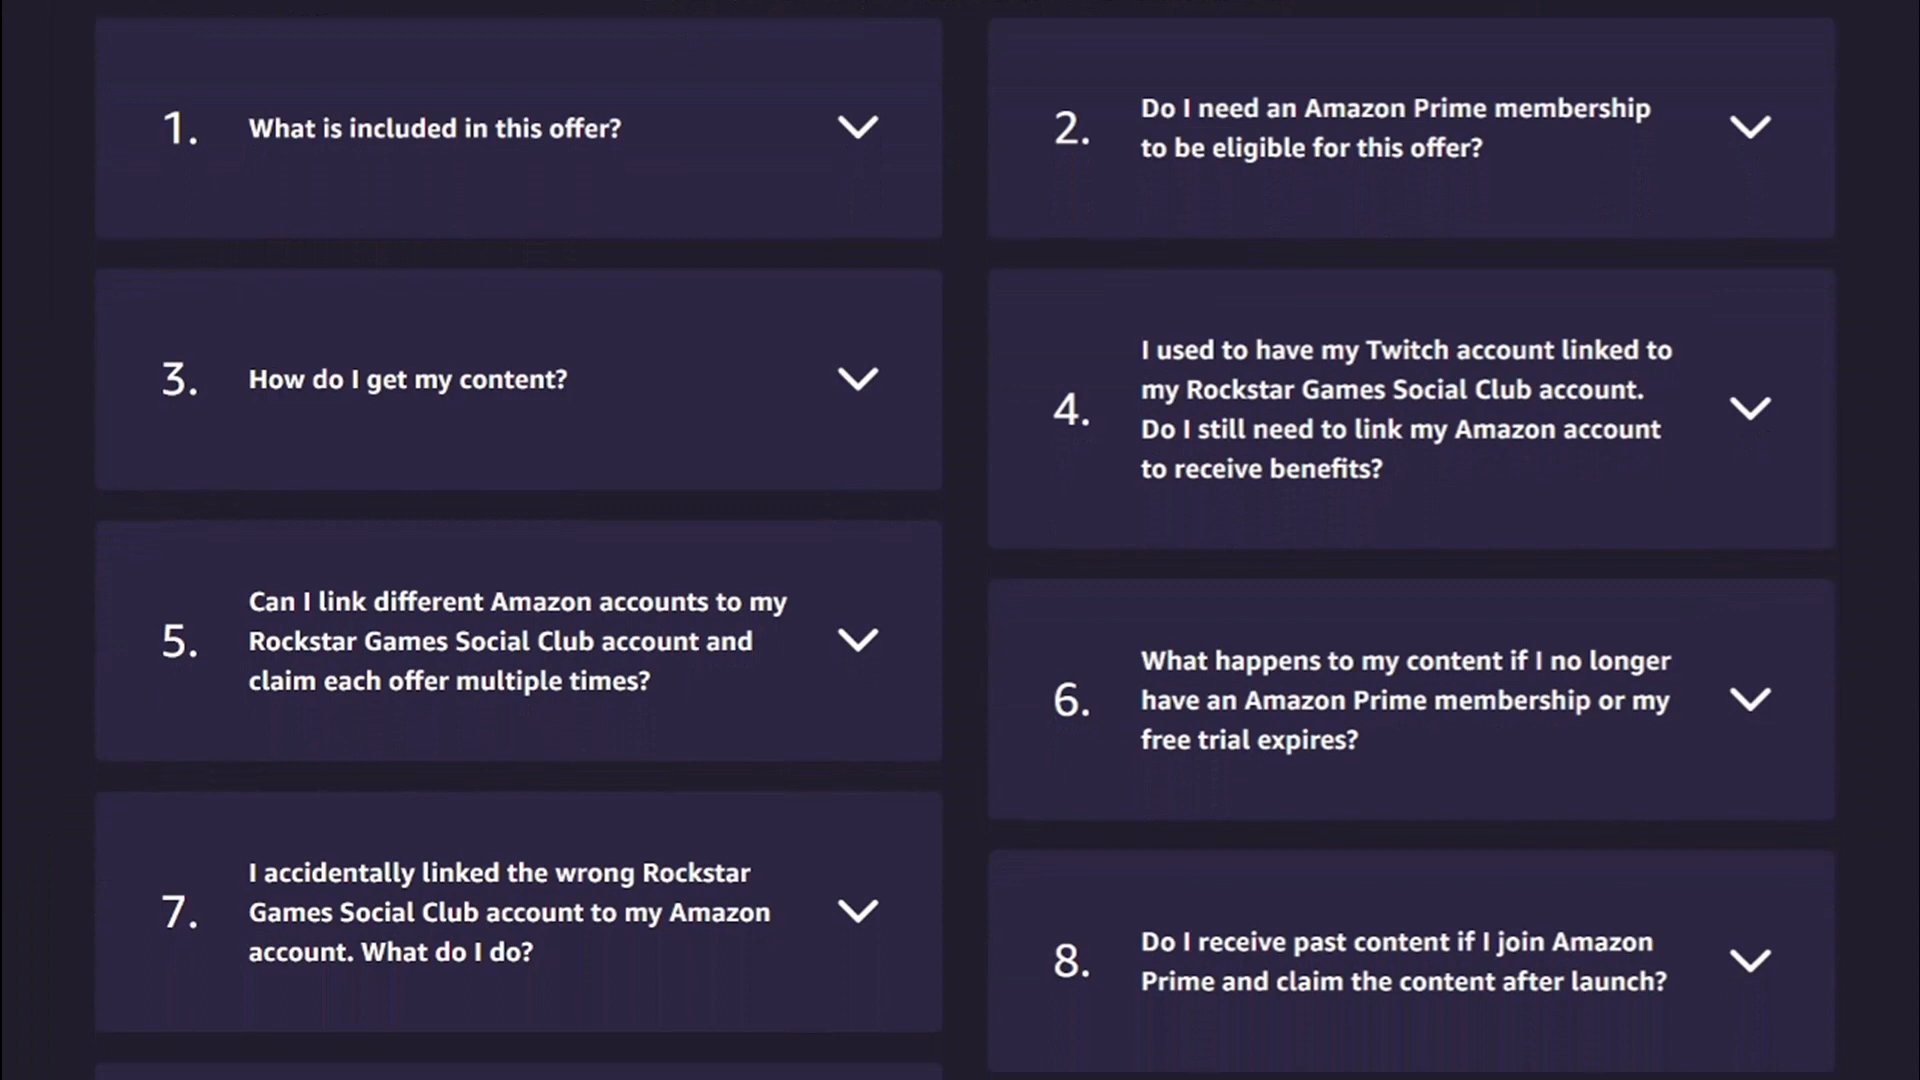 1. What is included in this offer?
2. Do I need an Amazon Prime membership
to be eligible for this offer?
3. How do I get my content?
4. I used to have my Twitch account linked to
my Rockstar Games Social Club account.
Do I still need to link my Amazon account
to receive benefits?
5. Can I link different Amazon accounts to my
Rockstar Games Social Club account and
claim each offer multiple times?
6. What happens to my content if I no longer
have an Amazon Prime membership or my
free trial expires?
7. I accidentally linked the wrong Rockstar
Games Social Club account to my Amazon
account. What do I do?
8. Do I receive past content if I join Amazon
Prime and claim the content after launch?